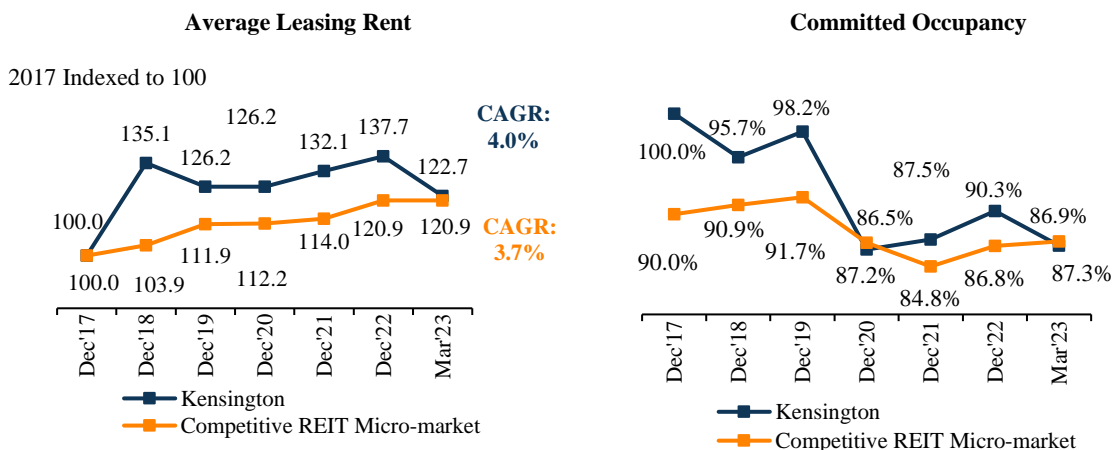 Average Leasing Rent
2017 Indexed to 100
135.1
126.2
126.2
132.1
137.7
122.7
CAGR:
4.0%
100.0
100.0
103.9
111.9
112.2
114.0
120.9
120.9
CAGR:
3.7%
Dec'17
Dec'18
Dec'19
Dec'20
Dec'21
Dec'22
Mar'23
Kensington
Competitive REIT Micro-market
Committed Occupancy
100.0%
95.7%
98.2%
86.5%
87.5%
90.3%
86.9%
90.0%
90.9%
91.7%
87.2%
84.8%
86.8%
87.3%
Dec'17
Dec'18
Dec'19
Dec'20
Dec'21
Dec'22
Mar'23
Kensington
Competitive REIT Micro-market